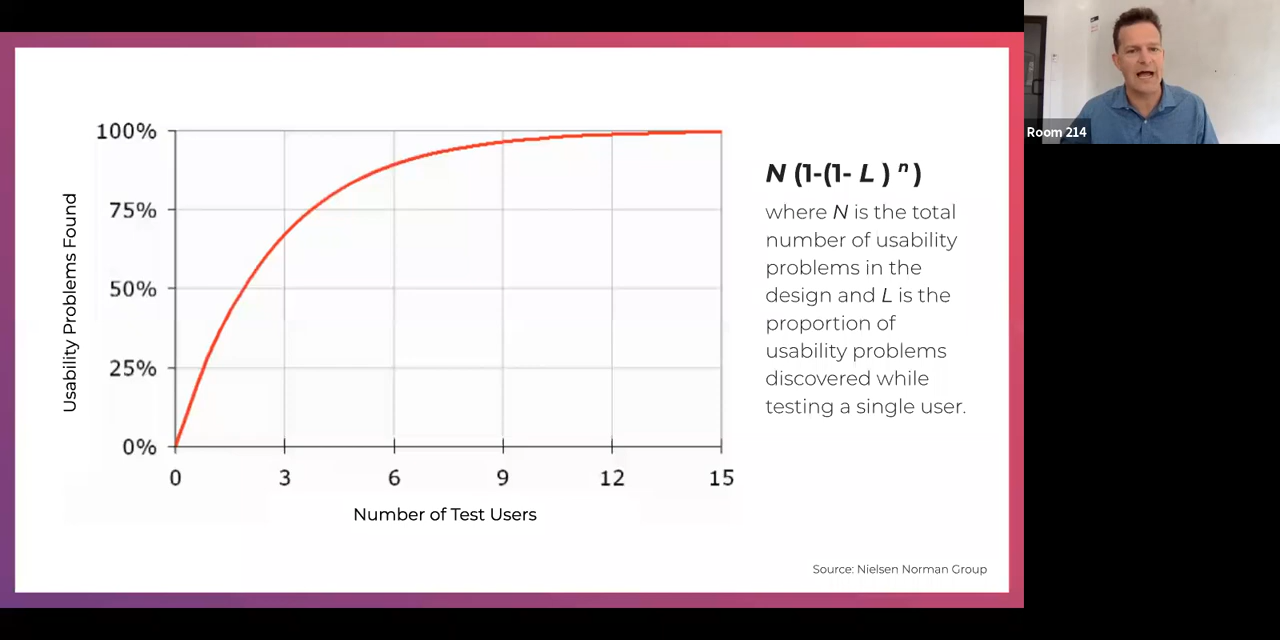 100%
75%
50%
25%
0%
Usability Problems Found
0 3 6 9 12 15
Number of Test Users
N (1-(1- L ) n )
where N is the total
number of usability
problems in the
design and L is the
proportion of
usability problems
discovered while
testing a single user.
Source: Nielsen Norman Group
Room 214